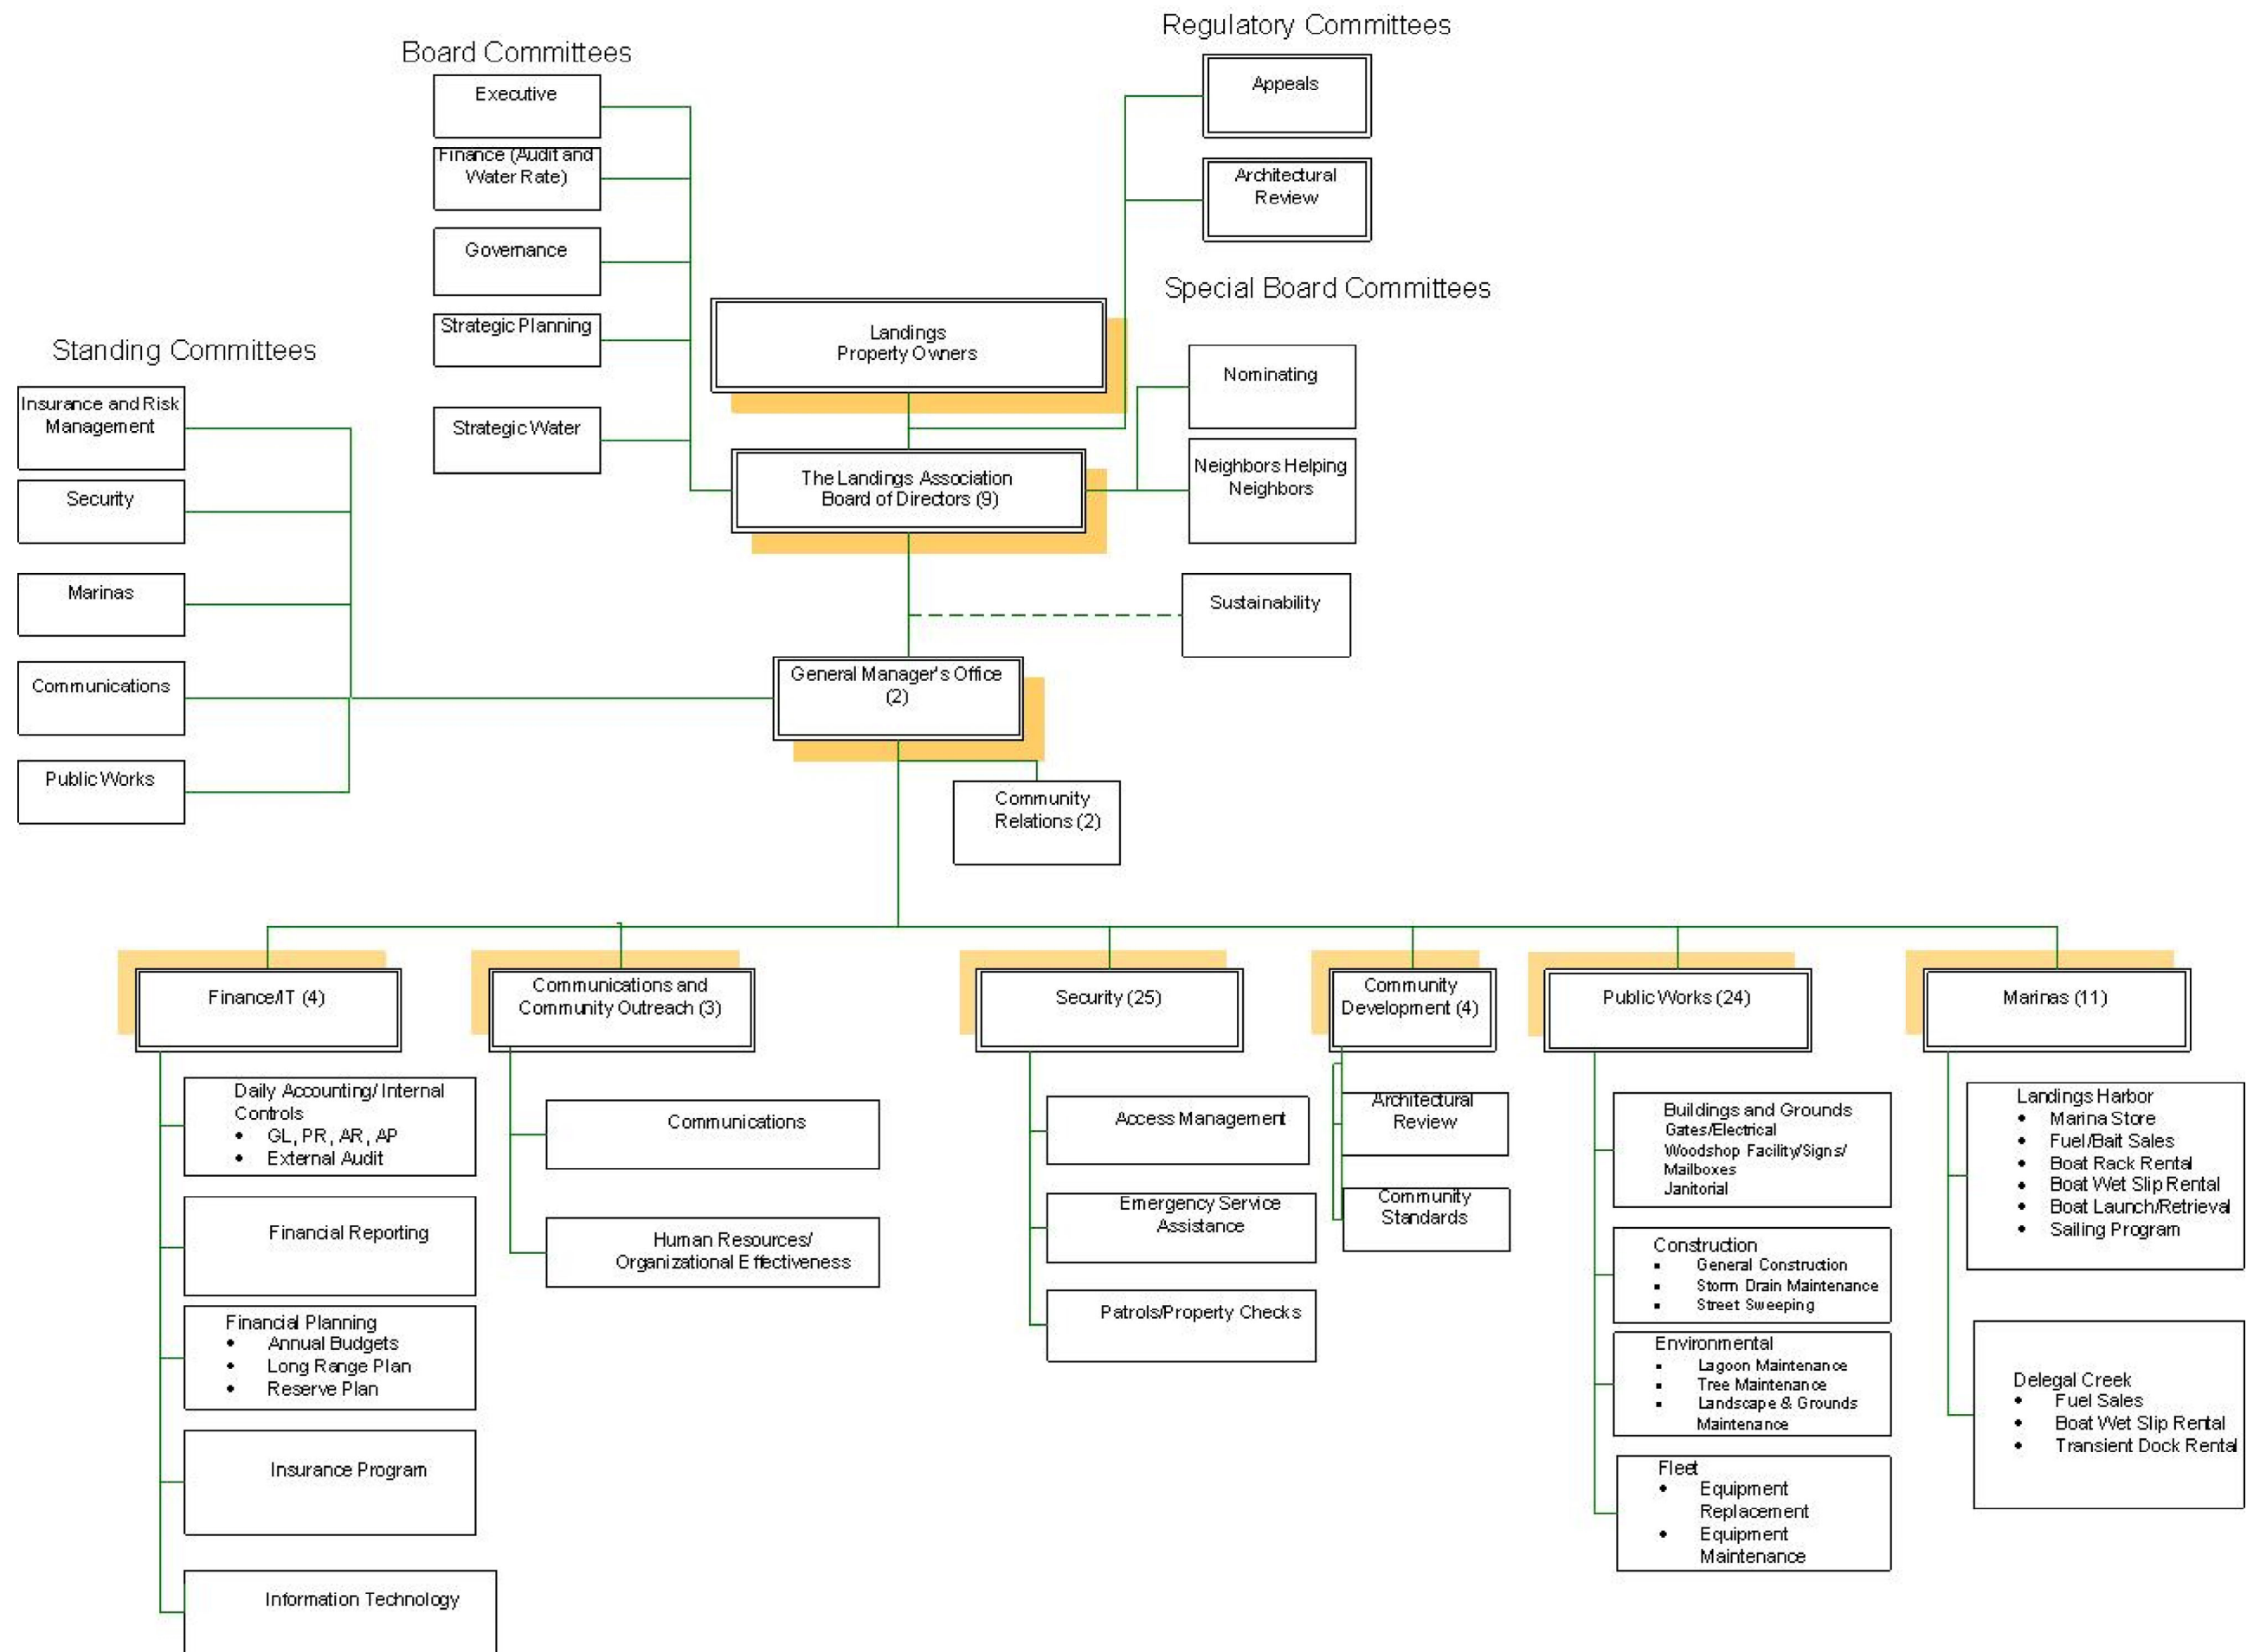 Regulatory Committees
Appeals
Architectural
Review
Board Committees
Executive
Finance (Audit and
Water Rate)
Governance
Strategic Planning
Strategic Water
Special Board Committees
Nominating
Neighbors Helping
Neighbors
Sustainability
Landings
Property Owners
The Landings Association
Board of Directors (9)
Standing Committees
Insurance and Risk
Management
Security
Marinas
Communications
Public Works
General Manager's Office
(2)
Community
Relations (2)
Finance/IT (4)
Daily Accounting/ Internal
Controls
• GL, PR, AR, AP
• External Audit
Financial Reporting
Financial Planning
• Annual Budgets
• Long Range Plan
• Reserve Plan
Insurance Program
Information Technology
Communications and
Community Outreach (3)
Communications
Human Resources/
Organizational Effectiveness
Security (25)
Access Management
Emergency Service
Assistance
Patrols/Property Checks
Community
Development (4)
Architectural
Review
Community
Standards
Public Works (24)
Buildings and Grounds
Gates/Electrical
Woodshop Facility/Signs/
Mailboxes
Janitorial
Construction
▪ General Construction
▪ Storm Drain Maintenance
▪ Street Sweeping
Environmental
▪ Lagoon Maintenance
▪ Tree Maintenance
▪ Landscape & Grounds
Maintenance
Fleet
• Equipment
Replacement
• Equipment
Maintenance
Marinas (11)
Landings Harbor
• Marina Store
• Fuel/Bait Sales
• Boat Rack Rental
• Boat Wet Slip Rental
• Boat Launch/Retrieval
• Sailing Program
Delegal Creek
• Fuel Sales
• Boat Wet Slip Rental
• Transient Dock Rental